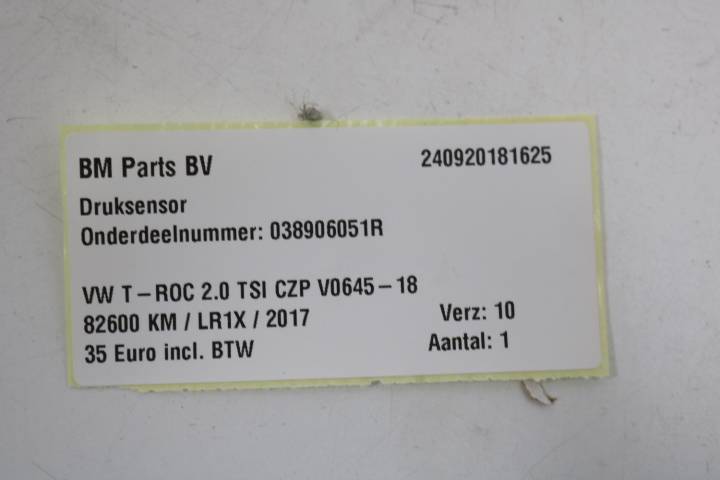 BM Parts BV 240920181625
Druksensor
Onderdeelnummer: 038906051R
VW T-ROC 2.0 TSI CZP V0645-18
82600 KM / LR1X / 2017 Verz: 10
35 Euro incl. BTW Aantal: 1